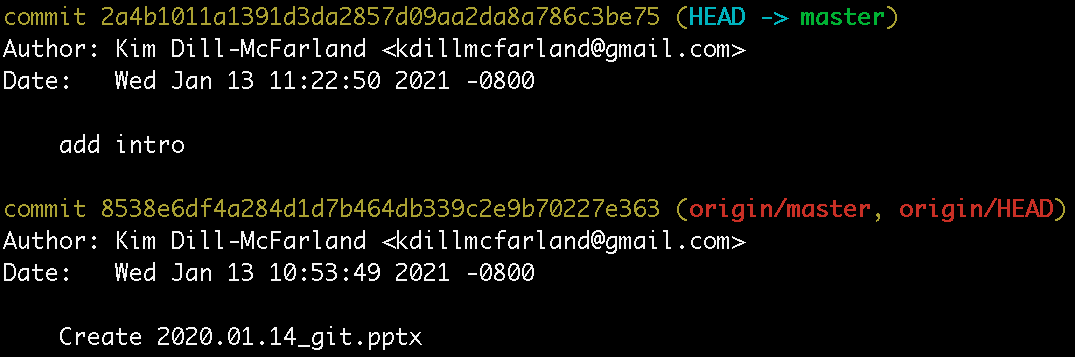 commit 2a4b1011a1391d3da2857d09aa2da8a786c3be75 (HEAD -> master)
Author: Kim Dill-McFarland <kdillmcfarland@gmail.com>
Date:   Wed Jan 13 11:22:50 2021 -0800
    add intro
commit 8538e6df4a284d1d7b464db339c2e9b70227e363 (origin/master, origin/HEAD)
Author: Kim Dill-McFarland <kdillmcfarland@gmail.com>
Date:   Wed Jan 13 10:53:49 2021 -0800
    Create 2020.01.14_git.pptx